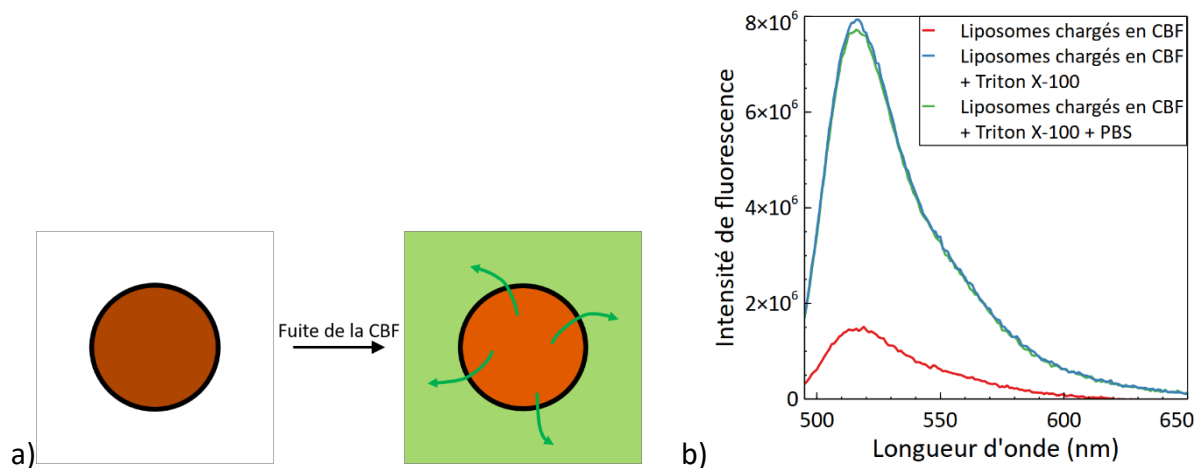 a)
Fuite de la CBF
b)
Intensité de fluorescence
8×10⁶
6×10⁶
4×10⁶
2×10⁶
0
500
550
600
650
Longueur d'onde (nm)
Liposomes chargés en CBF
Liposomes chargés en CBF
+ Triton X-100
Liposomes chargés en CBF
+ Triton X-100 + PBS